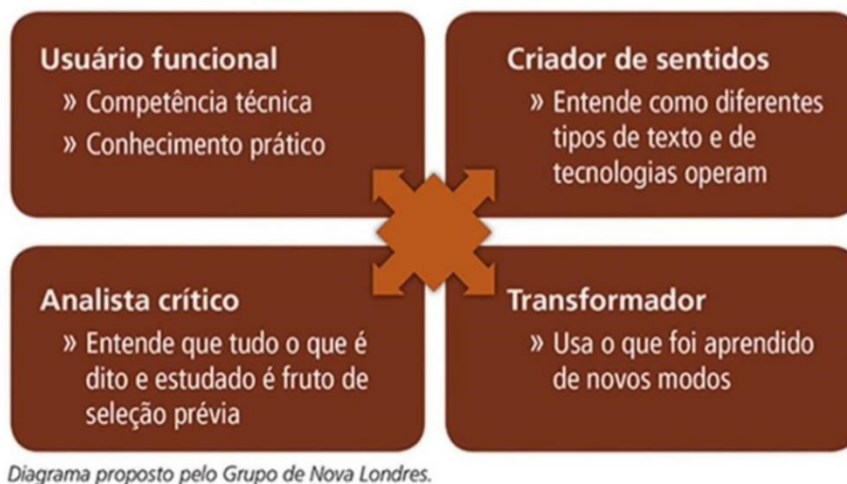 Usuário funcional
» Competência técnica
» Conhecimento prático
Criador de sentidos
» Entende como diferentes
tipos de texto e de
tecnologias operam
Analista crítico
» Entende que tudo o que é
dito e estudado é fruto de
seleção prévia
Transformador
» Usa o que foi aprendido
de novos modos
Diagrama proposto pelo Grupo de Nova Londres.